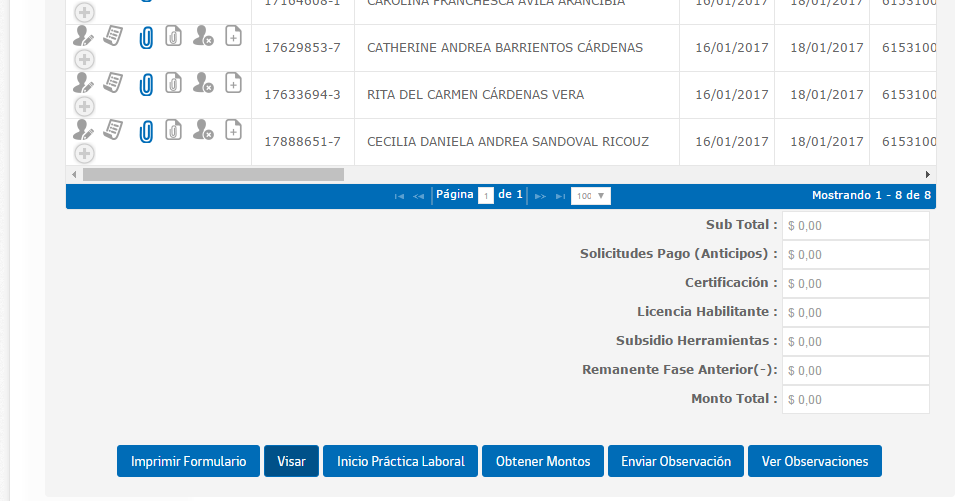 17164608-1 CAROLINA FRANCHESCA AVILA ARANCIBIA 16/01/2017 18/01/2017 6153100
17629853-7 CATHERINE ANDREA BARRIENTOS CÁRDENAS 16/01/2017 18/01/2017 6153100
17633694-3 RITA DEL CARMEN CÁRDENAS VERA 16/01/2017 18/01/2017 6153100
17888651-7 CECILIA DANIELA ANDREA SANDOVAL RICOUZ 16/01/2017 18/01/2017 6153100
Página 1 de 1 100 Mostrando 1 - 8 de 8
Sub Total : $ 0,00
Solicitudes Pago (Anticipos) : $ 0,00
Certificación : $ 0,00
Licencia Habilitante : $ 0,00
Subsidio Herramientas : $ 0,00
Remanente Fase Anterior(-): $ 0,00
Monto Total : $ 0,00
Imprimir Formulario Visar Inicio Práctica Laboral Obtener Montos Enviar Observación Ver Observaciones